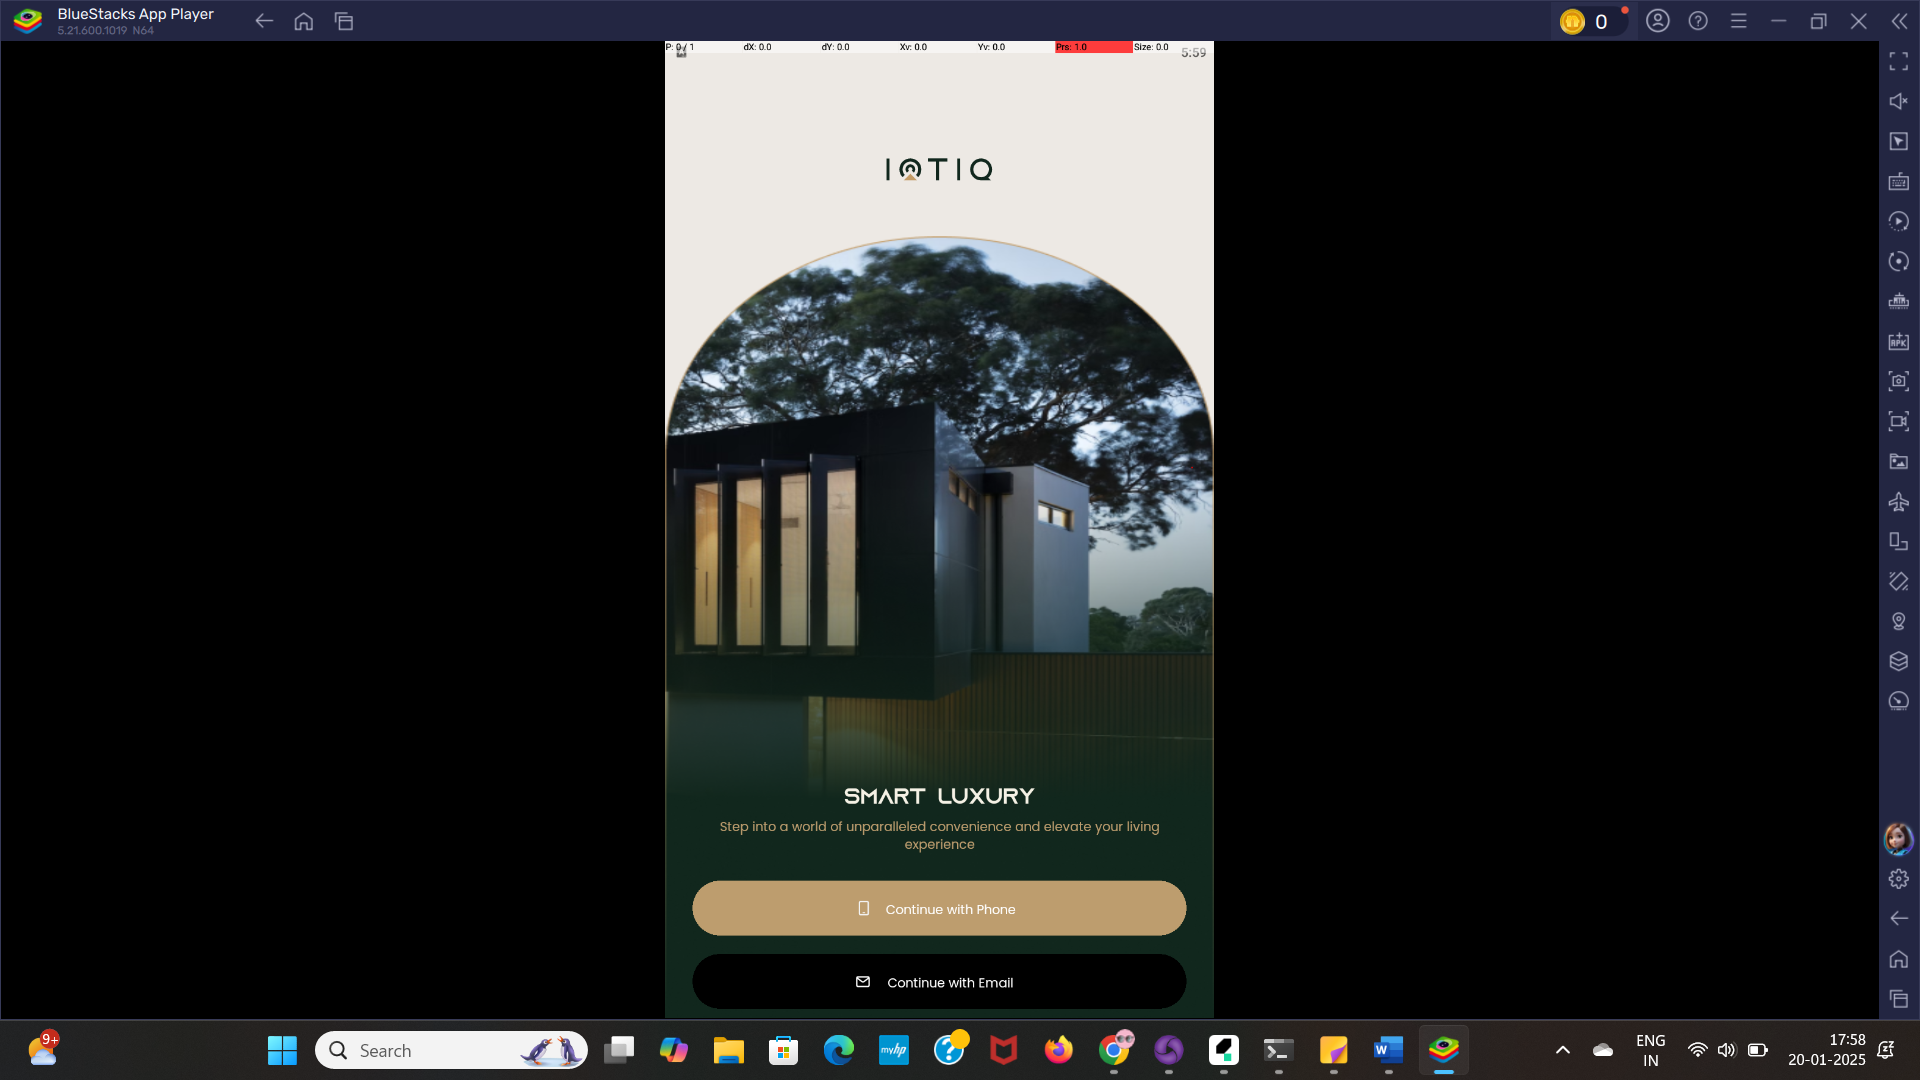 BlueStacks App Player
5.21.600.1019 N64
0
P: 0 / 1 dX: 0.0 dY: 0.0 Xv: 0.0 Yv: 0.0 Prs: 1.0 Size: 0.0
5:59
IOTIQ
SMART LUXURY
Step into a world of unparalleled convenience and elevate your living
experience
Continue with Phone
Continue with Email
APK
9+
Search
myhp
W
ENG
IN
17:58
20-01-2025